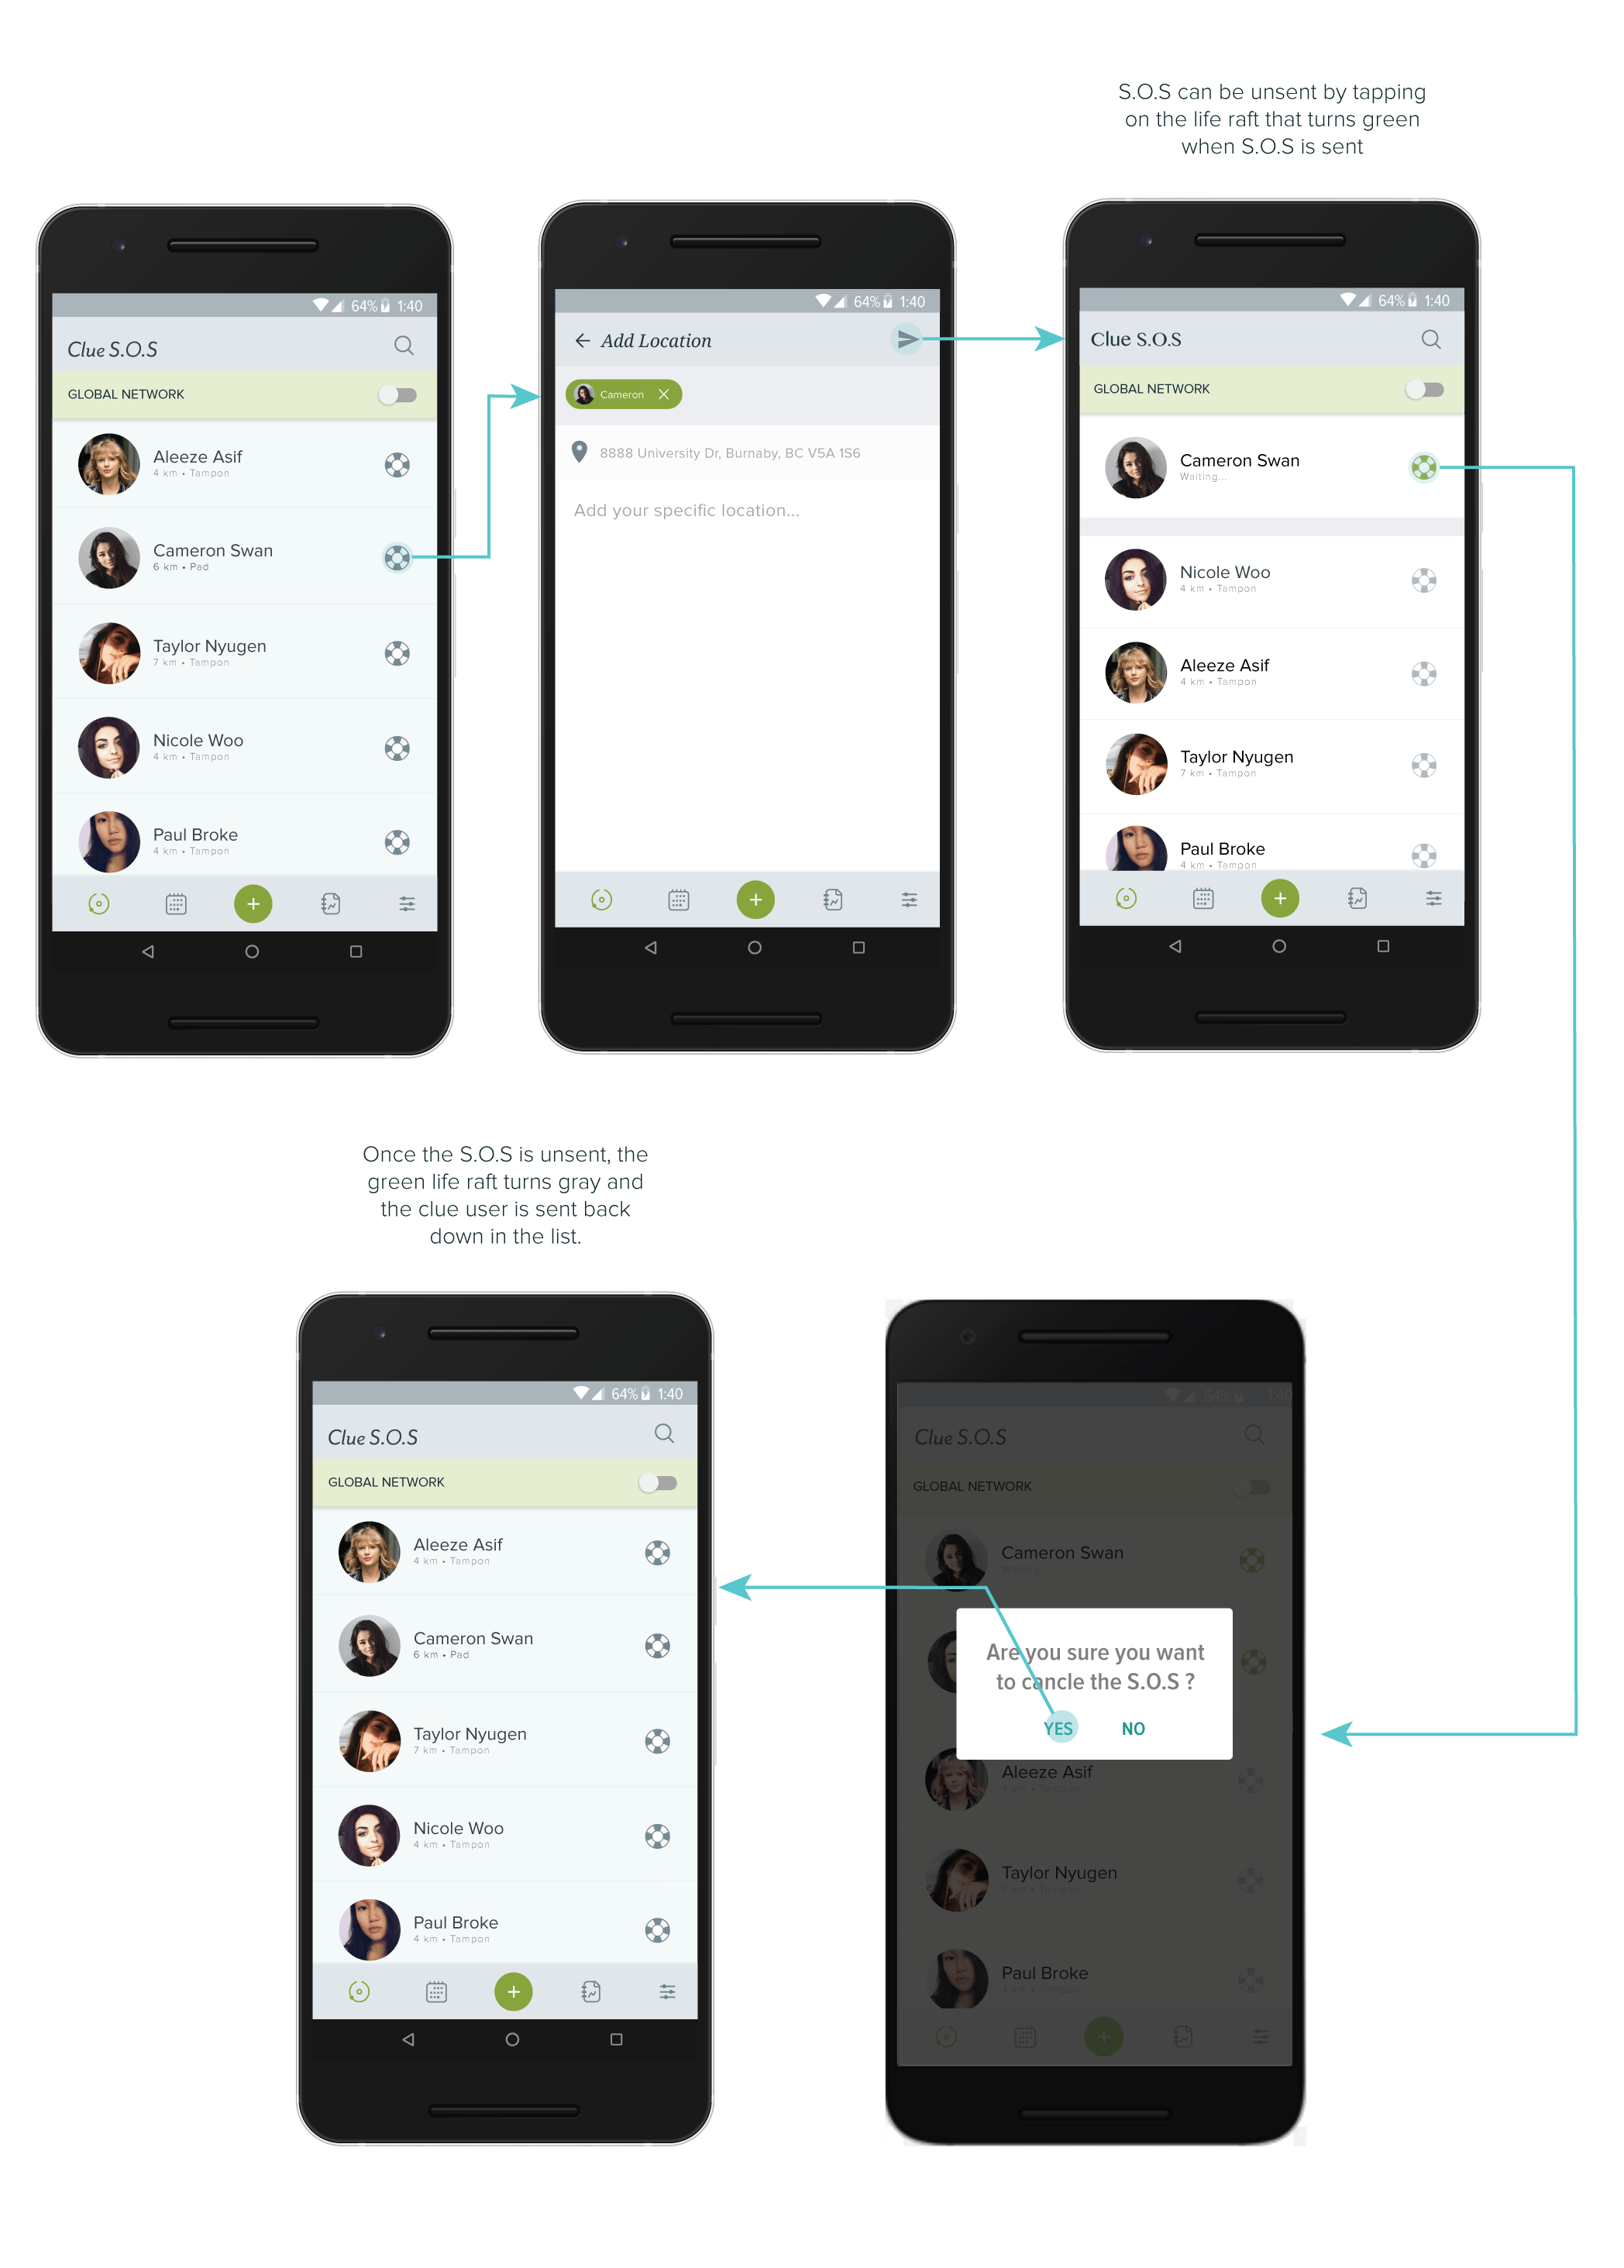 S.O.S can be unsent by tapping
on the life raft that turns green
when S.O.S is sent
64% 1:40
Clue S.O.S
GLOBAL NETWORK
Aleeze Asif
4 km • Tampon
Cameron Swan
6 km • Pad
Taylor Nyugen
7 km • Tampon
Nicole Woo
4 km • Tampon
Paul Broke
4 km • Tampon
64% 1:40
Add Location
Cameron
8888 University Dr, Burnaby, BC V5A 1S6
Add your specific location...
64% 1:40
Clue S.O.S
GLOBAL NETWORK
Cameron Swan
Waiting...
Nicole Woo
4 km • Tampon
Aleeze Asif
4 km • Tampon
Taylor Nyugen
7 km • Tampon
Paul Broke
4 km • Tampon
Once the S.O.S is unsent, the
green life raft turns gray and
the clue user is sent back
down in the list.
64% 1:40
Clue S.O.S
GLOBAL NETWORK
Aleeze Asif
4 km • Tampon
Cameron Swan
6 km • Pad
Taylor Nyugen
7 km • Tampon
Nicole Woo
4 km • Tampon
Paul Broke
4 km • Tampon
64% 1:40
Clue S.O.S
GLOBAL NETWORK
Cameron Swan
Waiting...
Are you sure you want
to cancle the S.O.S ?
YES NO
Aleeze Asif
4 km • Tampon
Taylor Nyugen
7 km • Tampon
Paul Broke
4 km • Tampon